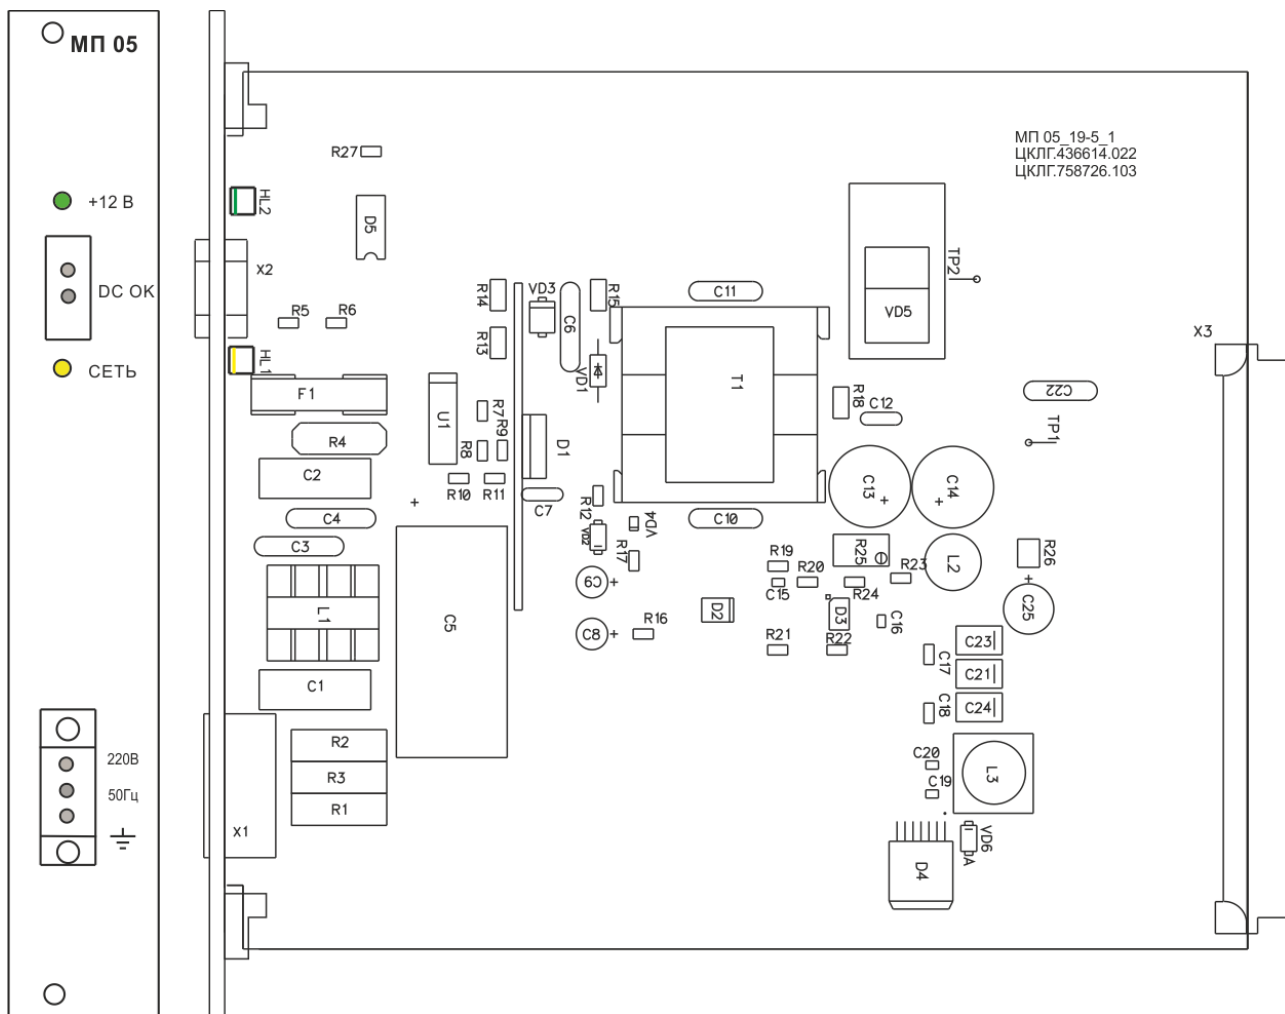 МП 05
+12 В
DC OK
СЕТЬ
220В
50Гц
МП 05_19-5_1
ЦКЛГ.436614.022
ЦКЛГ.758726.103
R27
HL2
D5
X2
R5
R6
HL1
F1
R4
C2
C4
C3
L1
C1
R2
R3
R1
X1
+
C5
U1
R14
R13
R7
R9
R8
R10
R11
VD3
C6
R15
VD1
D1
C7
R12
VD2
VD4
R17
C9
+
C8
+
R16
C11
T1
C10
R18
C12
VD5
TP2
X3
C22
TP1
C13
+
C14
+
R19
R20
C15
R25
R24
R23
L2
R26
+
C25
D2
D3
C16
R21
R22
C23
C17
C21
C18
C24
C20
C19
L3
VD6
A
D4